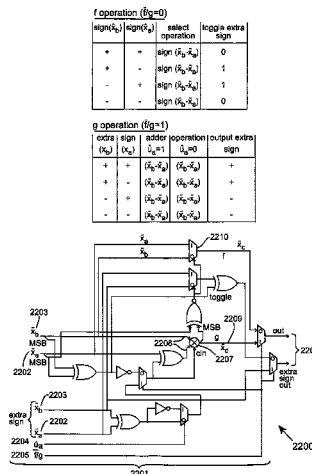 f operation (f/g=0)
sign(x̃b) sign(x̃a) select operation toggle extra sign
+ + sign (x̃b-x̃a) 0
+ - sign (x̃b-x̃a) 1
- + sign (x̃b-x̃a) 1
- - sign (x̃b-x̃a) 0
g operation (f/g=1)
extra (xb) sign (xa) adder ûa=1 operation ûa=0 output extra sign
+ + (x̃b-x̃a) (x̃b-x̃a) +
+ - (x̃b-x̃a) (x̃b-x̃a) +
- + (x̃b-x̃a) (x̃b-x̃a) -
- - (x̃b-x̃a) (x̃b-x̃a) -
x̃a
2210
x̃b
x̃c
f
toggle
2203
x̃b
MSB
x̃a
MSB
2202
2208
MSB
2209
g
cin
x̃d
2207
out
extra sign out
2203
extra sign
x̃b
2202
x̃a
2204
ûa
2205
f/g
2200
2201